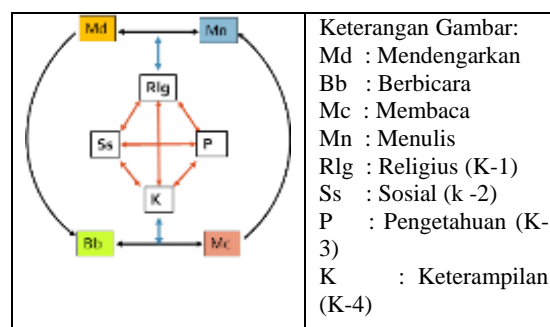 Md
Mn
Rlg
Ss
P
K
Bb
Mc
Keterangan Gambar:
Md : Mendengarkan
Bb : Berbicara
Mc : Membaca
Mn : Menulis
Rlg : Religius (K-1)
Ss : Sosial (k -2)
P : Pengetahuan (K-
3)
K : Keterampilan
(K-4)